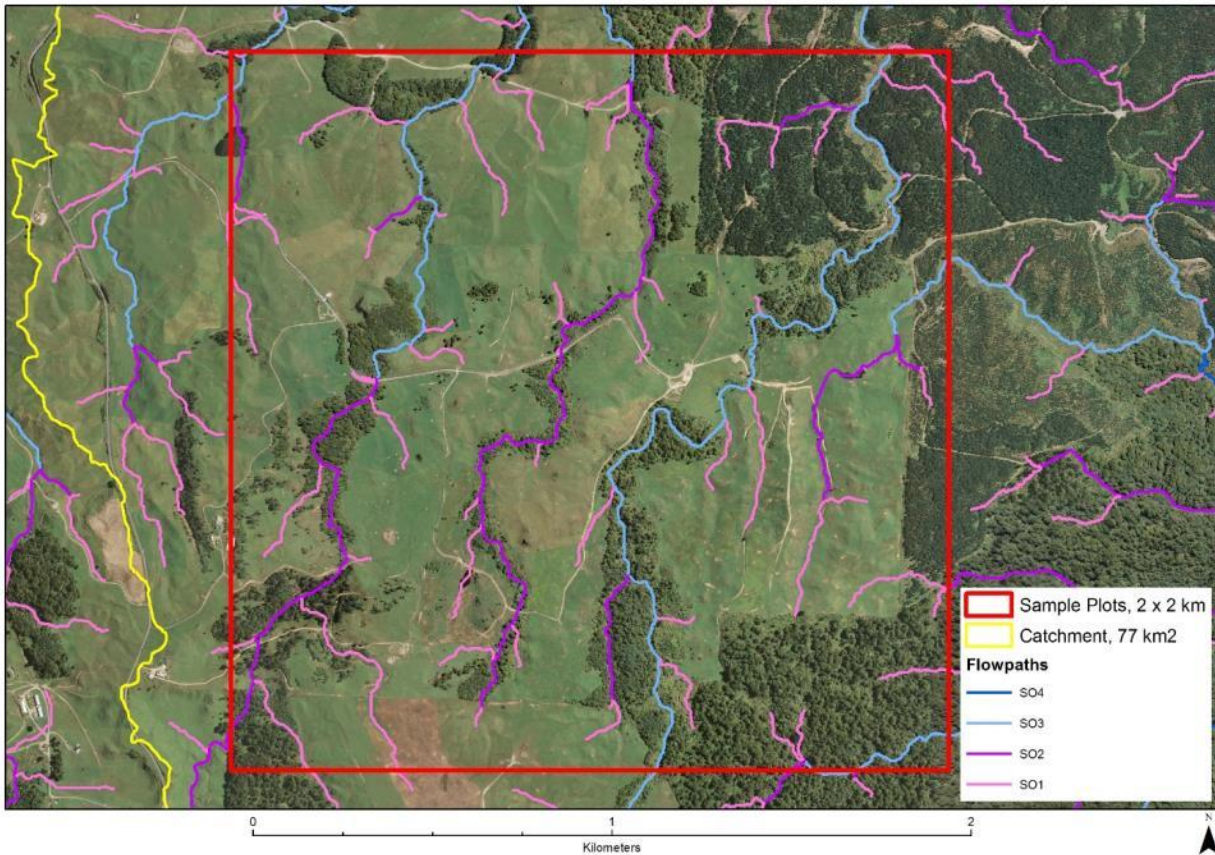 Sample Plots, 2 x 2 km
Catchment, 77 km2
Flowpaths
SO4
SO3
SO2
SO1
N
0 1 2
Kilometers